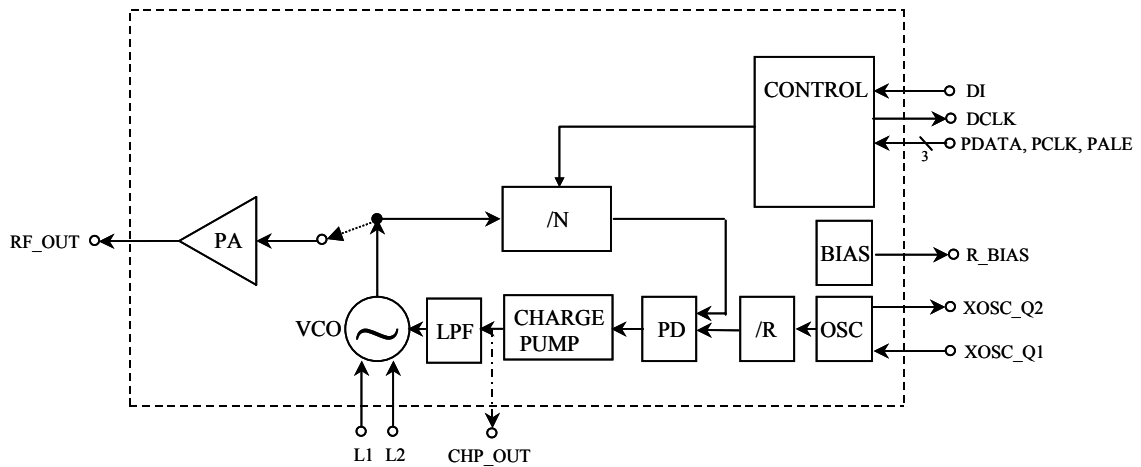 CONTROL
DI
DCLK
PDATA, PCLK, PALE
3
/N
RF_OUT
PA
BIAS
R_BIAS
VCO
LPF
CHARGE
PUMP
PD
/R
OSC
XOSC_Q2
XOSC_Q1
L1
L2
CHP_OUT